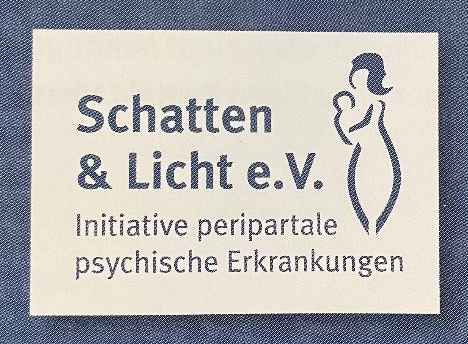 Schatten
& Licht e.V.
Initiative peripartale
psychische Erkrankungen